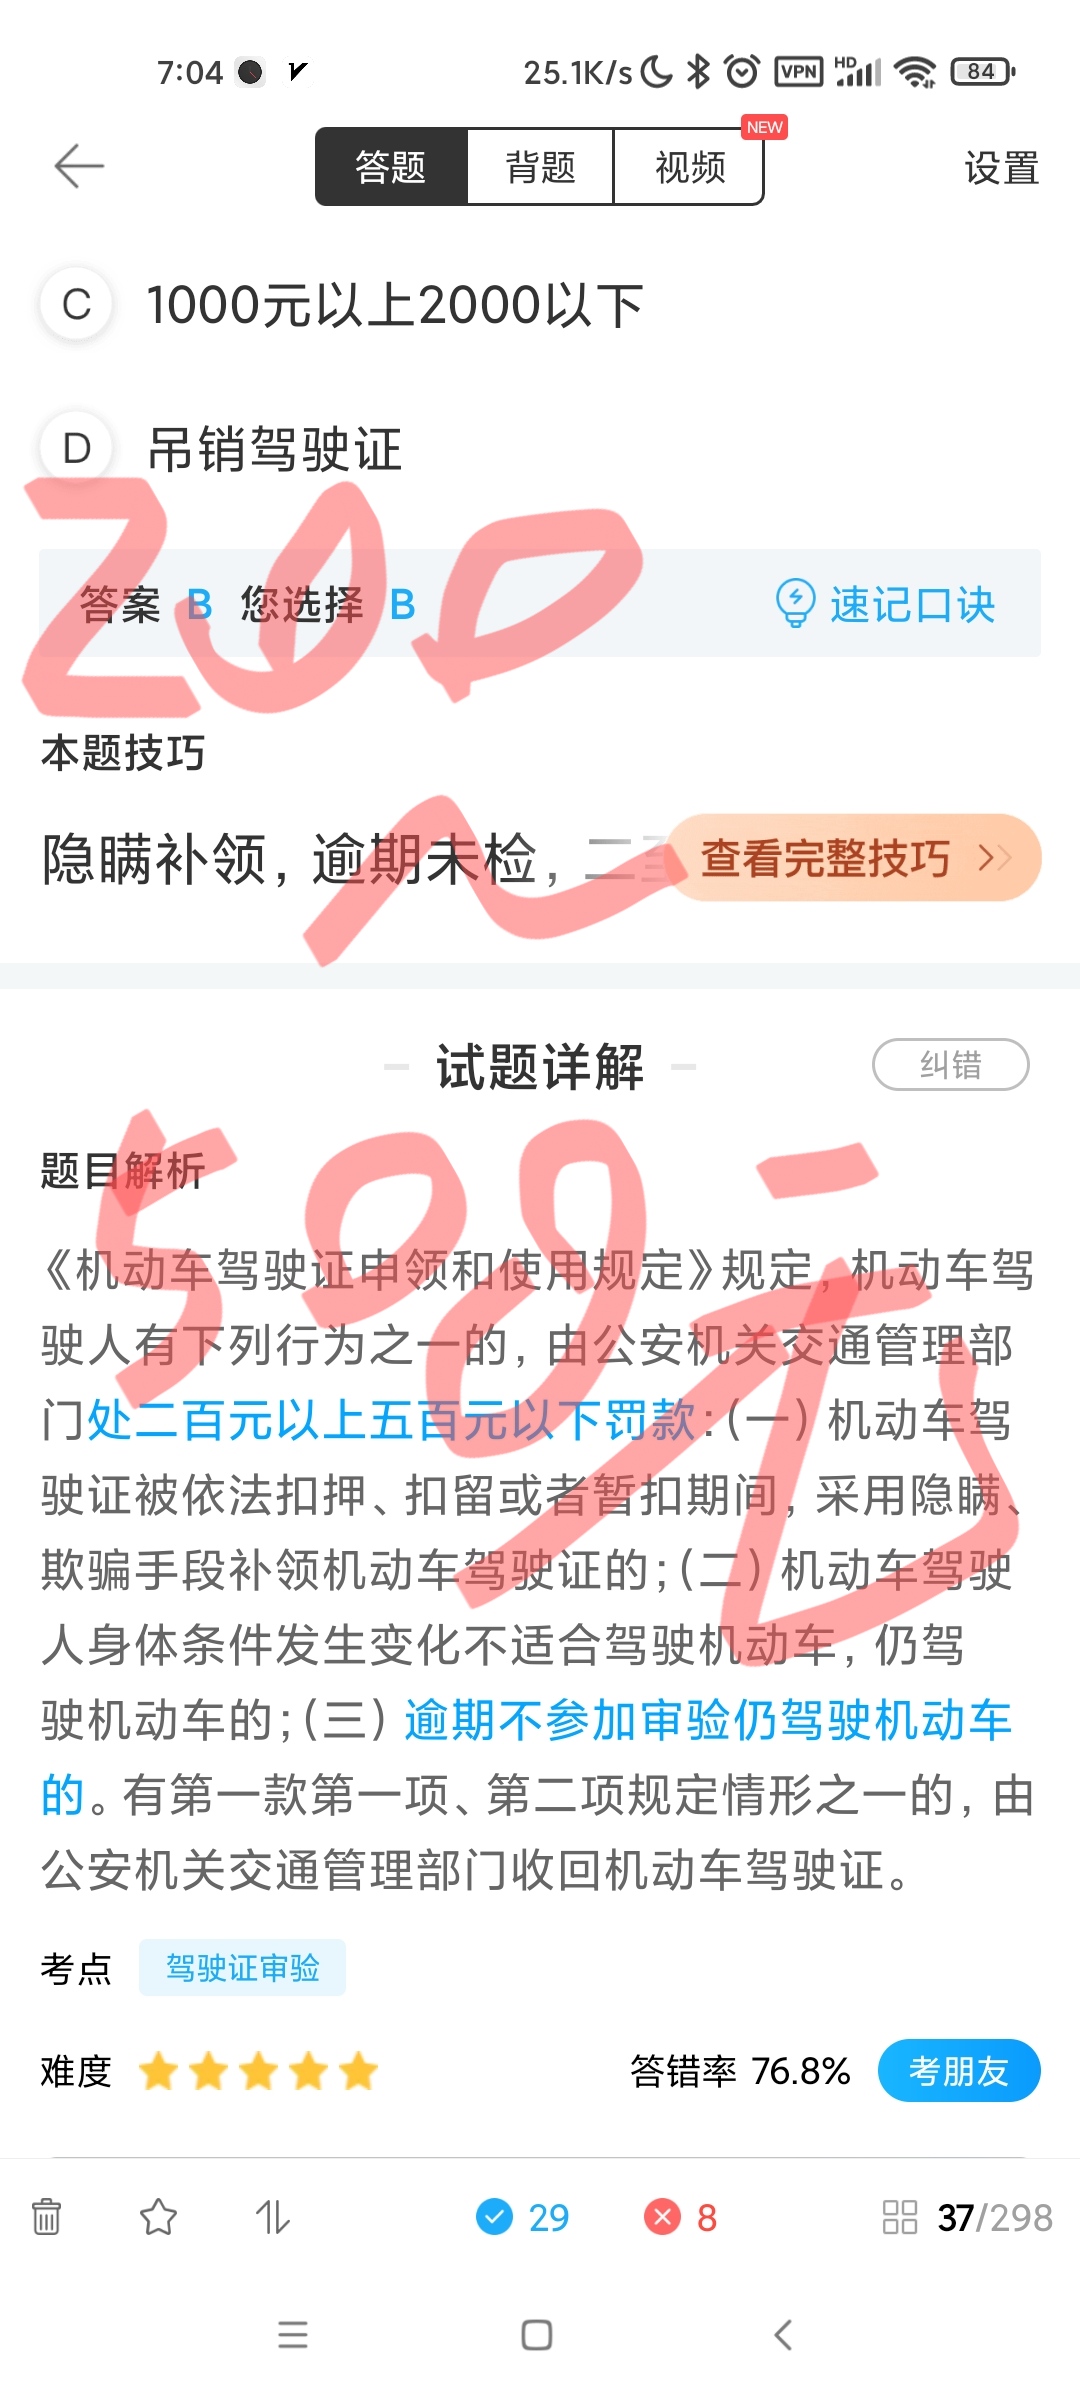 7:04 25.1K/s VPN HD 84
答题 背题 视频 NEW 设置
C 1000元以上2000以下
D 吊销驾驶证
200
答案 B 您选择 B 速记口诀
本题技巧
隐瞒补领，逾期未检，二至 查看完整技巧
~
试题详解 纠错
500元
题目解析
《机动车驾驶证申领和使用规定》规定，机动车驾
驶人有下列行为之一的，由公安机关交通管理部
门处二百元以上五百元以下罚款：（一）机动车驾
驶证被依法扣押、扣留或者暂扣期间，采用隐瞒、
欺骗手段补领机动车驾驶证的；（二）机动车驾驶
人身体条件发生变化不适合驾驶机动车，仍驾
驶机动车的；（三）逾期不参加审验仍驾驶机动车
的。有第一款第一项、第二项规定情形之一的，由
公安机关交通管理部门收回机动车驾驶证。
考点 驾驶证审验
难度 答错率 76.8% 考朋友
29 8 37/298